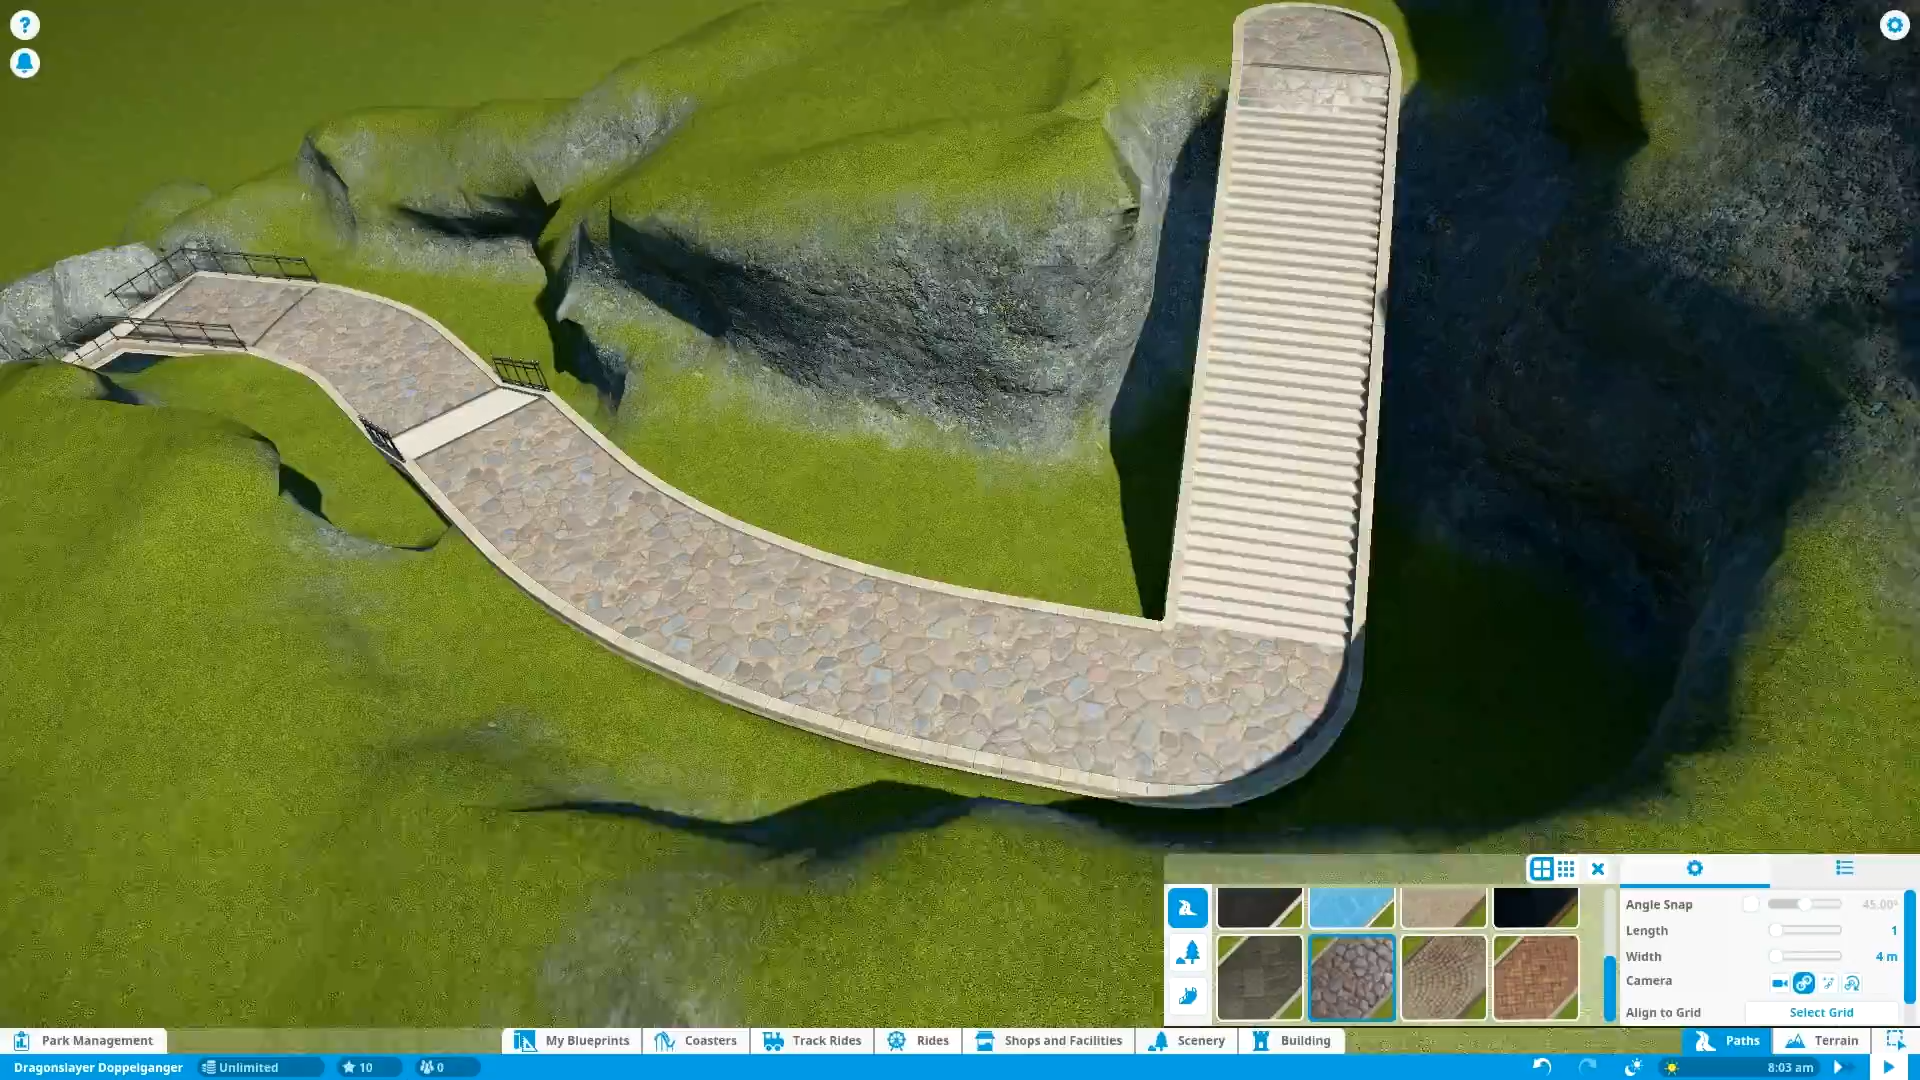 ?
Angle Snap 45.00°
Length 1
Width 4 m
Camera
Align to Grid Select Grid
Park Management
My Blueprints
Coasters
Track Rides
Rides
Shops and Facilities
Scenery
Building
Paths
Terrain
Dragonslayer Doppelganger
Unlimited
10
0
8:03 am